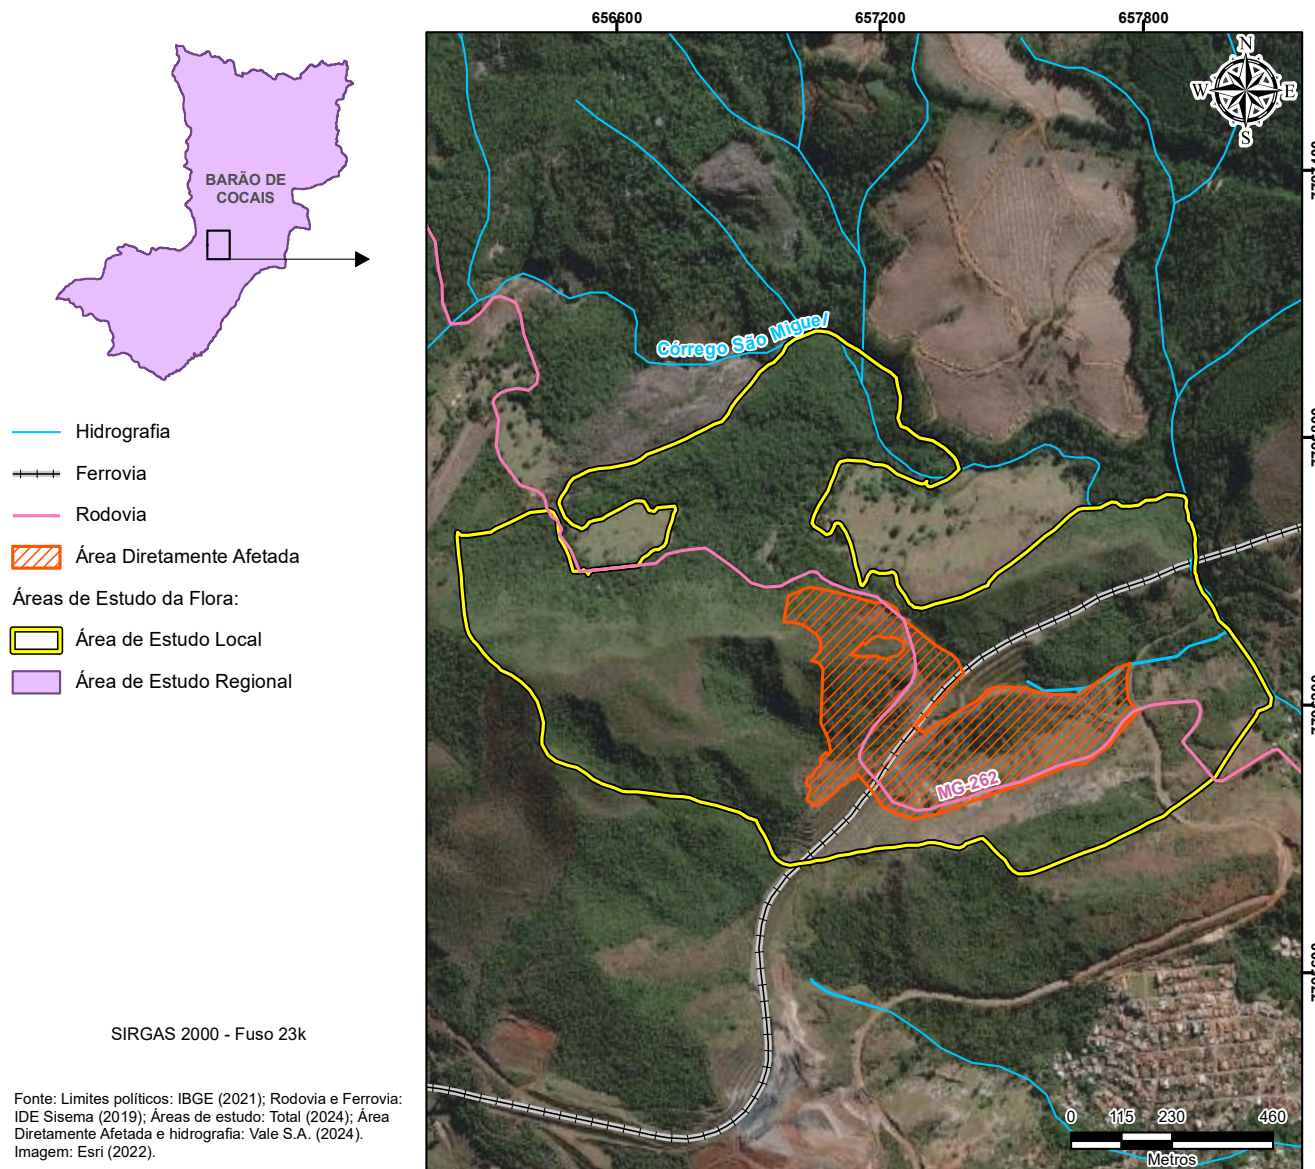 656600 657200 657800
N
W E
S
BARÃO DE
COCAIS
Córrego São Miguel
Hidrografia
Ferrovia
Rodovia
Área Diretamente Afetada
Áreas de Estudo da Flora:
Área de Estudo Local
Área de Estudo Regional
MG-262
SIRGAS 2000 - Fuso 23k
Fonte: Limites políticos: IBGE (2021); Rodovia e Ferrovia:
IDE Sisema (2019); Áreas de estudo: Total (2024); Área
Diretamente Afetada e hidrografia: Vale S.A. (2024).
Imagem: Esri (2022).
0 115 230 460
Metros